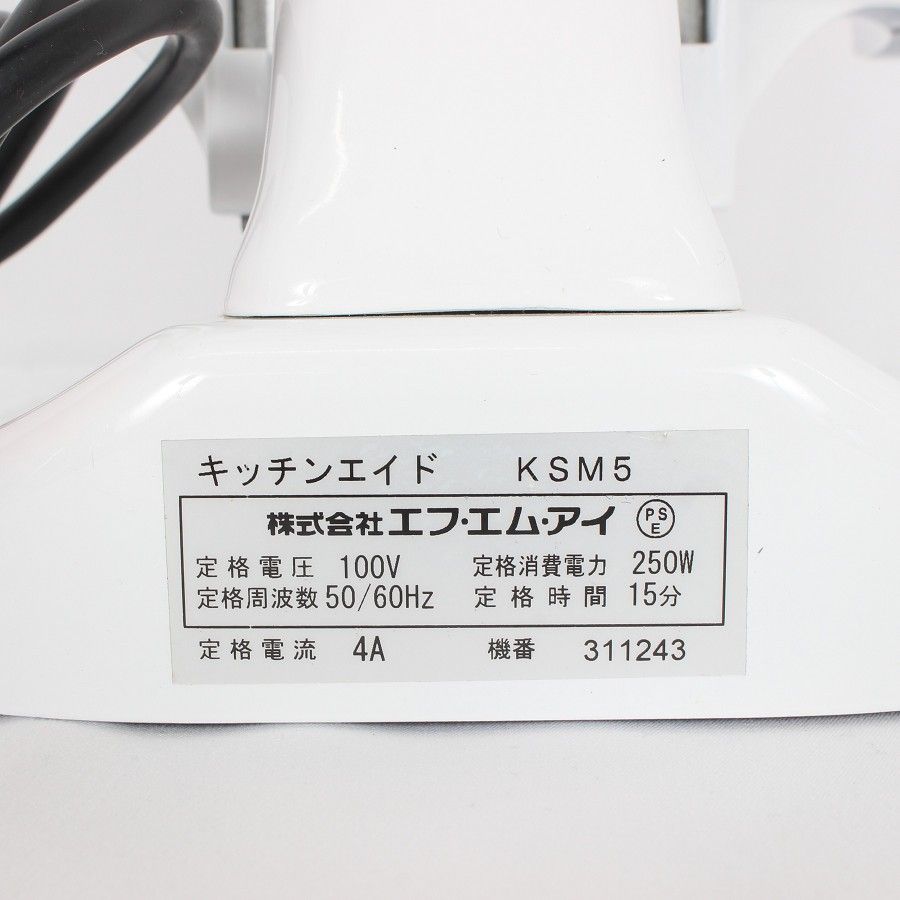 キッチンエイド KSM5
株式会社エフ・エム・アイ PSE
定格電圧 100V 定格消費電力 250W
定格周波数 50/60Hz 定格時間 15分
定格電流 4A 機番 311243